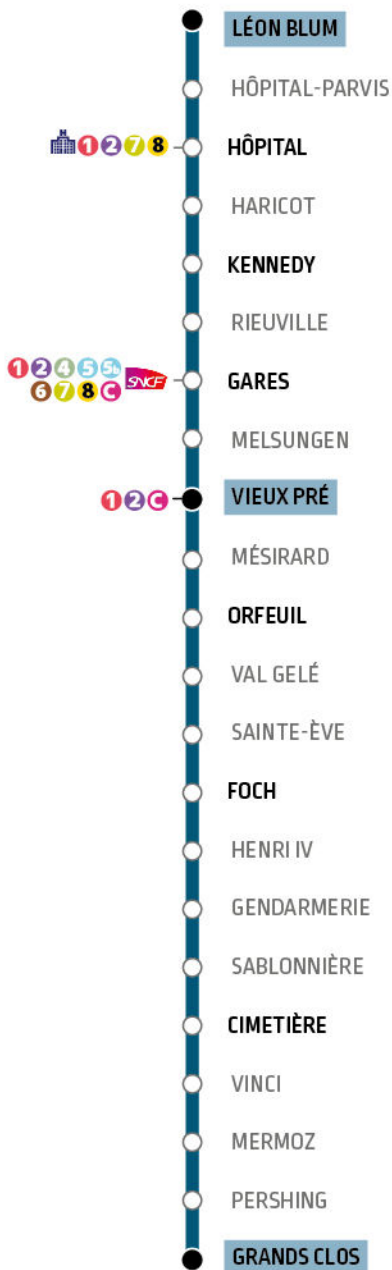 LÉON BLUM
HÔPITAL-PARVIS
H 1 2 7 8 HÔPITAL
HARICOT
KENNEDY
RIEUVILLE
1 2 4 5 5b
6 7 8 C SNCF GARES
MELSUNGEN
1 2 C VIEUX PRÉ
MÉSIRARD
ORFEUIL
VAL GELÉ
SAINTE-ÈVE
FOCH
HENRI IV
GENDARMERIE
SABLONNIÈRE
CIMETIÈRE
VINCI
MERMOZ
PERSHING
GRANDS CLOS